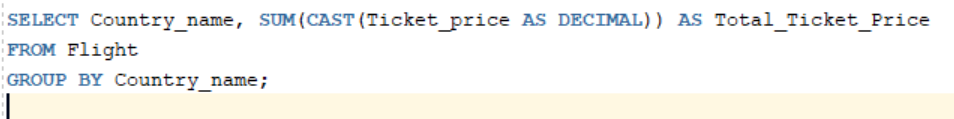 SELECT Country_name, SUM(CAST(Ticket_price AS DECIMAL)) AS Total_Ticket_Price
FROM Flight
GROUP BY Country_name;